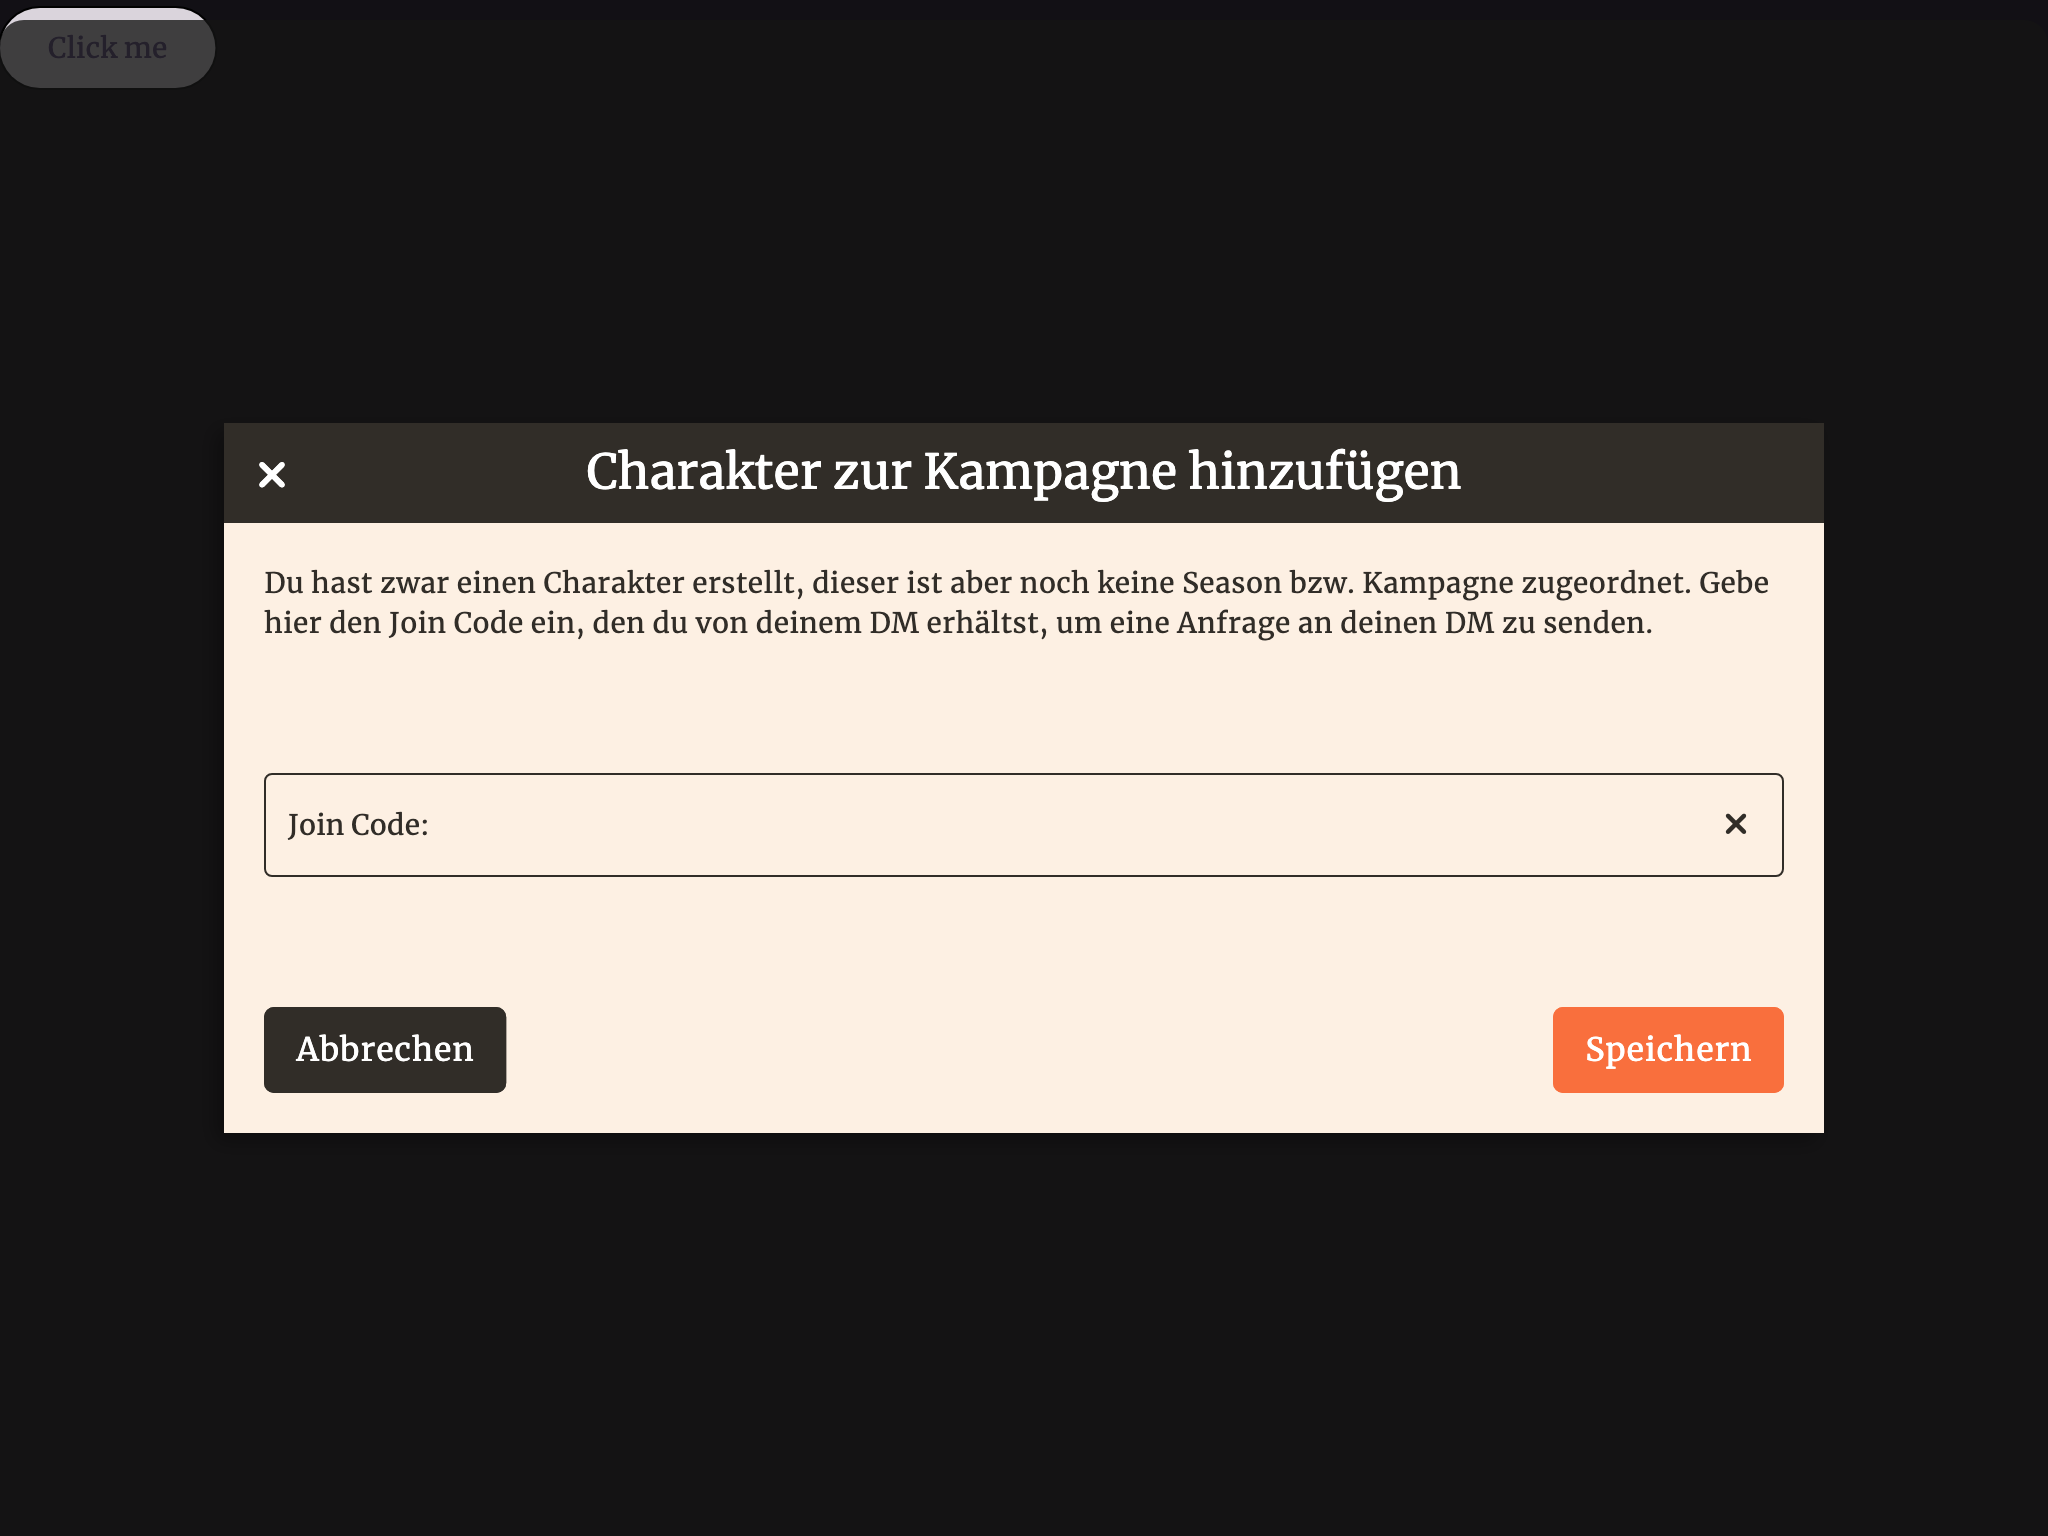 Click me
Charakter zur Kampagne hinzufügen
Du hast zwar einen Charakter erstellt, dieser ist aber noch keine Season bzw. Kampagne zugeordnet. Gebe
hier den Join Code ein, den du von deinem DM erhältst, um eine Anfrage an deinen DM zu senden.
Join Code:
Abbrechen
Speichern